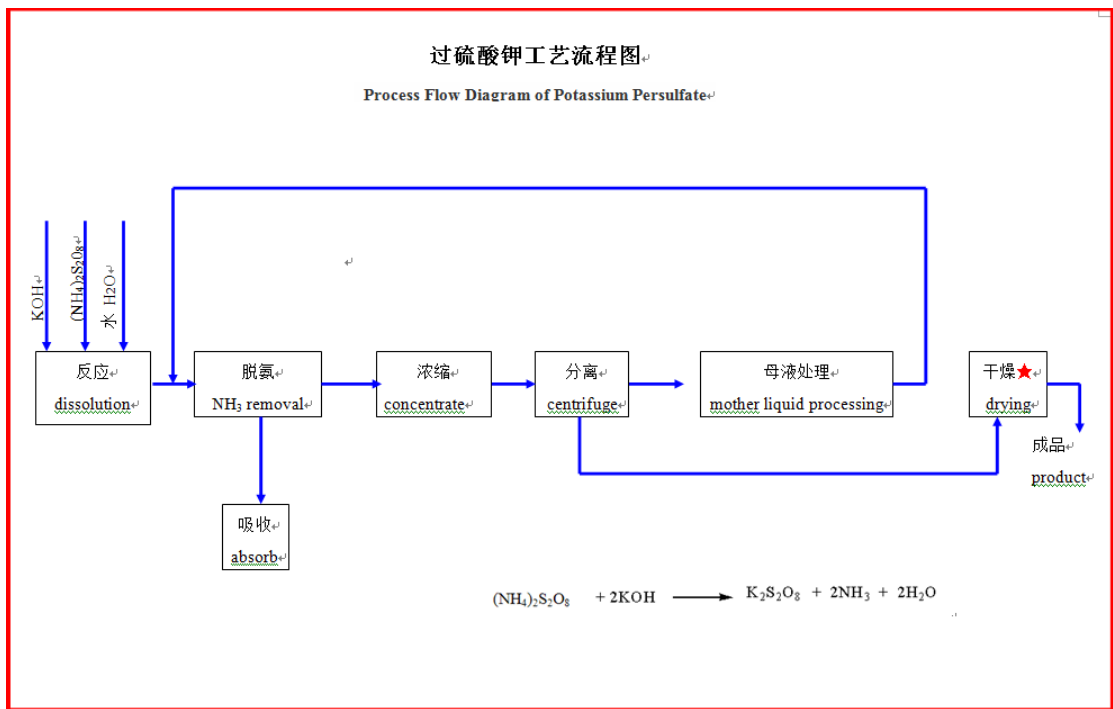 过硫酸钾工艺流程图
Process Flow Diagram of Potassium Persulfate
KOH
(NH₄)₂S₂0₈
水 H₂O
反应
dissolution
脱氨
NH₃ removal
浓缩
concentrate
分离
centrifuge
母液处理
mother liquid processing
干燥★
drying
成品
product
吸收
absorb
(NH₄)₂S₂O₈ + 2KOH ⟶ K₂S₂O₈ + 2NH₃ + 2H₂O